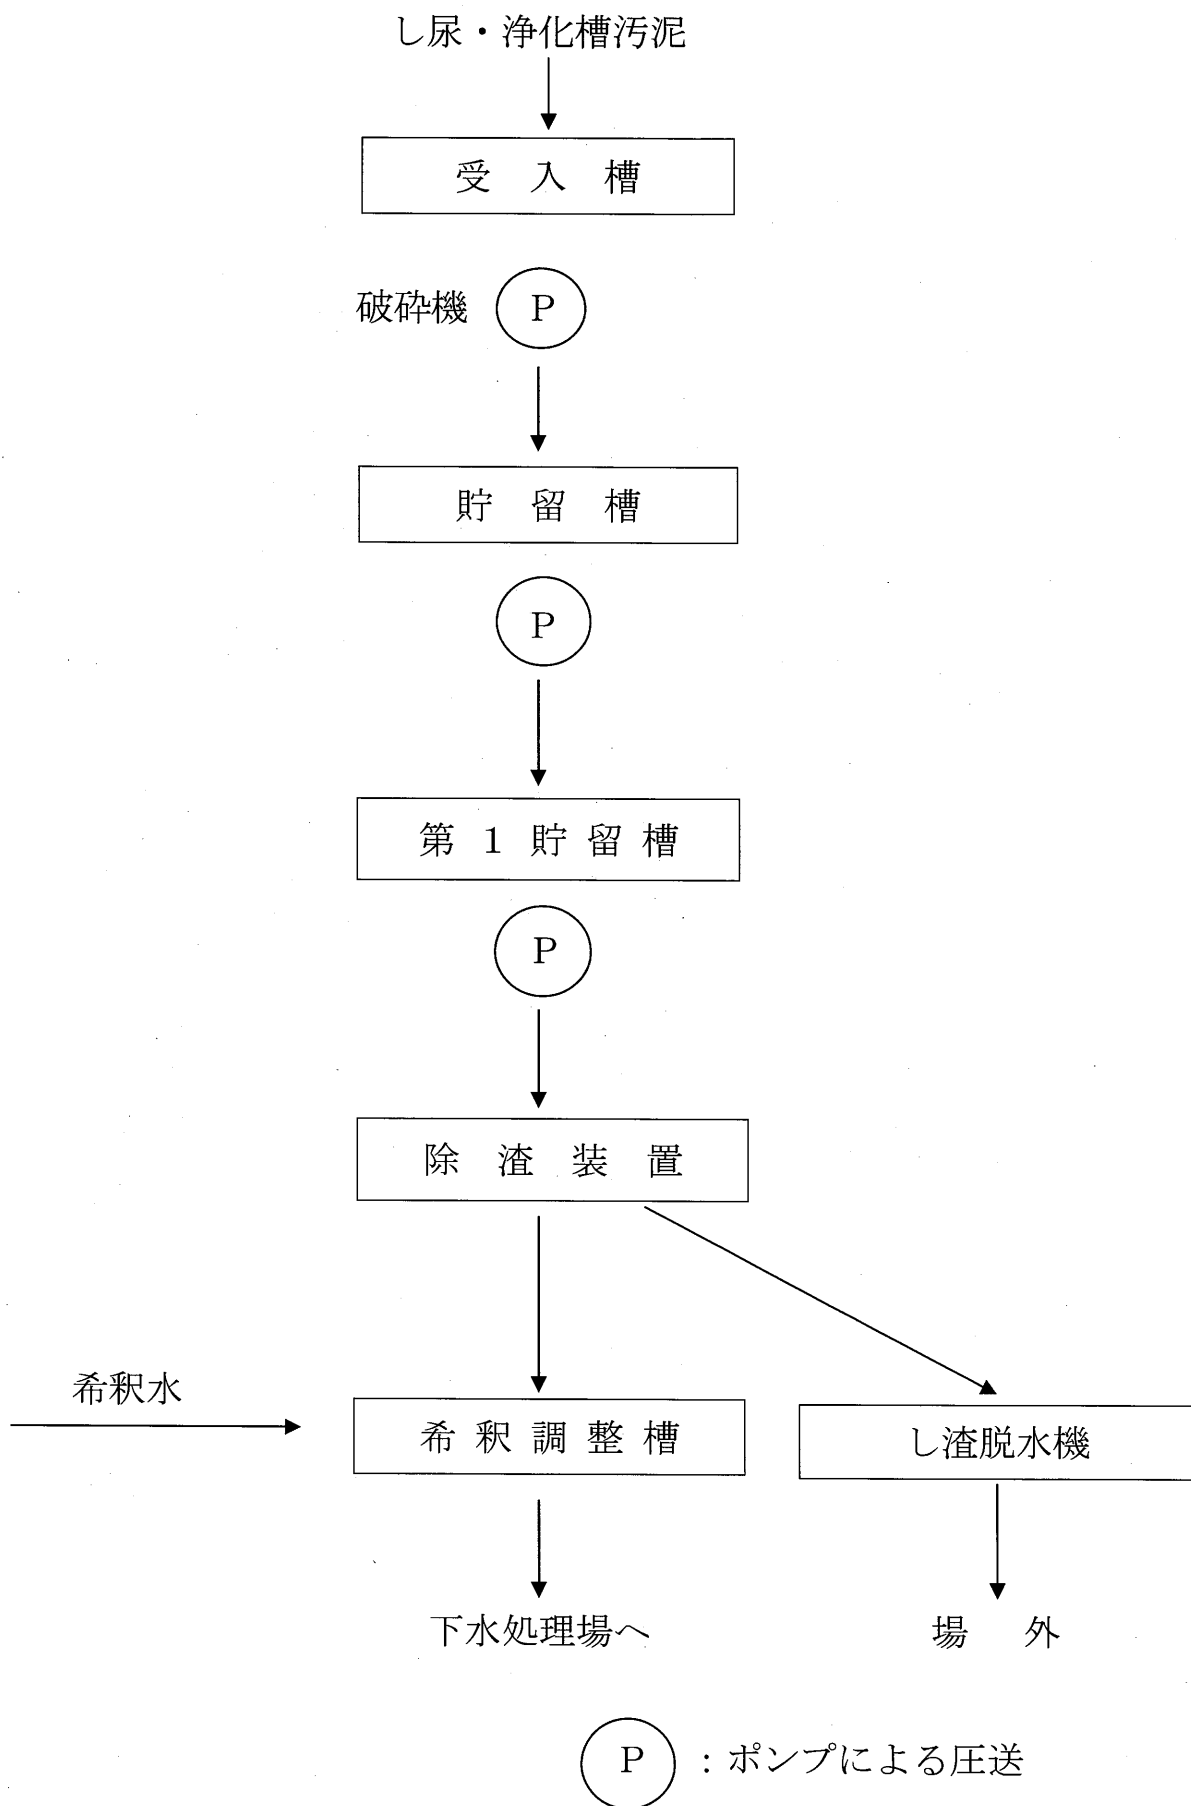 し尿・浄化槽汚泥
受入槽
破砕機 P
貯留槽
P
第1貯留槽
P
除渣装置
希釈水
希釈調整槽
し渣脱水機
下水処理場へ
場外
P :ポンプによる圧送